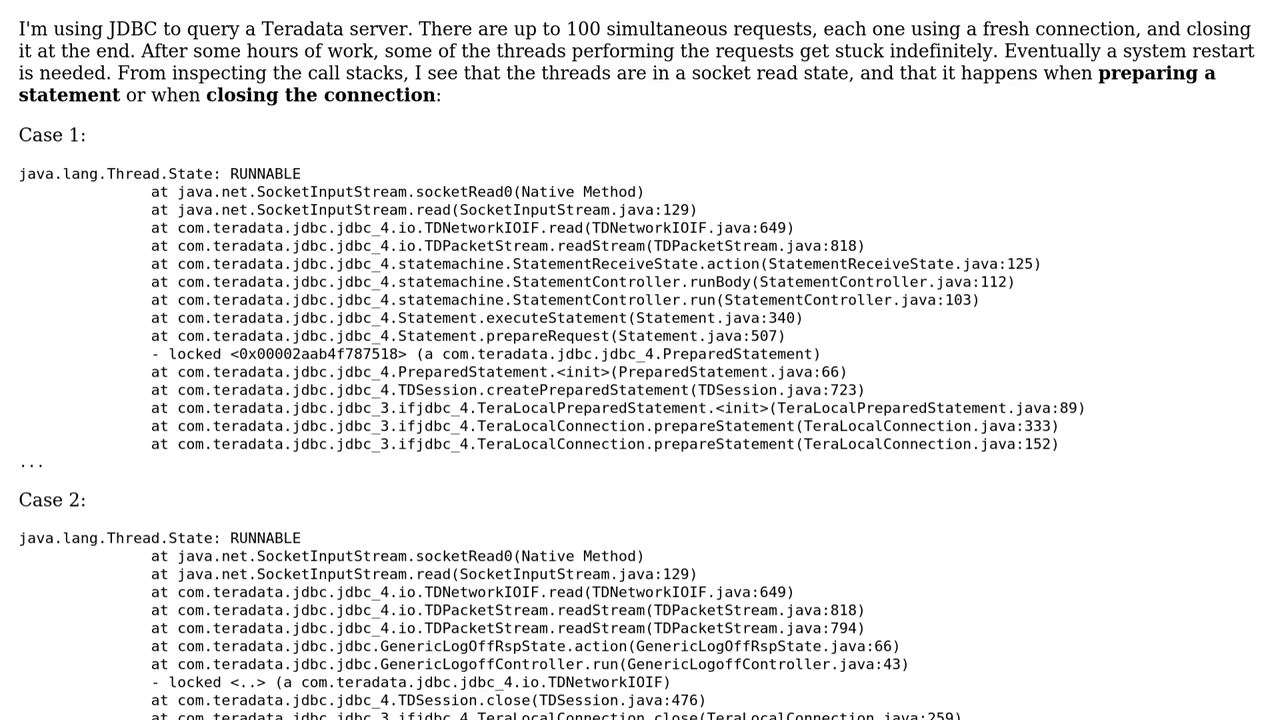 I'm using JDBC to query a Teradata server. There are up to 100 simultaneous requests, each one using a fresh connection, and closing
it at the end. After some hours of work, some of the threads performing the requests get stuck indefinitely. Eventually a system restart
is needed. From inspecting the call stacks, I see that the threads are in a socket read state, and that it happens when preparing a
statement or when closing the connection:
Case 1:
java.lang.Thread.State: RUNNABLE
at java.net.SocketInputStream.socketRead0(Native Method)
at java.net.SocketInputStream.read(SocketInputStream.java:129)
at com.teradata.jdbc.jdbc_4.io.TDNetworkIOIF.read(TDNetworkIOIF.java:649)
at com.teradata.jdbc.jdbc_4.io.TDPacketStream.readStream(TDPacketStream.java:818)
at com.teradata.jdbc.jdbc_4.statemachine.StatementReceiveState.action(StatementReceiveState.java:125)
at com.teradata.jdbc.jdbc_4.statemachine.StatementController.runBody(StatementController.java:112)
at com.teradata.jdbc.jdbc_4.statemachine.StatementController.run(StatementController.java:103)
at com.teradata.jdbc.jdbc_4.Statement.executeStatement(Statement.java:340)
at com.teradata.jdbc.jdbc_4.Statement.prepareRequest(Statement.java:507)
- locked <0x00002aab4f787518> (a com.teradata.jdbc.jdbc_4.PreparedStatement)
at com.teradata.jdbc.jdbc_4.PreparedStatement.<init>(PreparedStatement.java:66)
at com.teradata.jdbc.jdbc_4.TDSession.createPreparedStatement(TDSession.java:723)
at com.teradata.jdbc.jdbc_3.ifjdbc_4.TeraLocalPreparedStatement.<init>(TeraLocalPreparedStatement.java:89)
at com.teradata.jdbc.jdbc_3.ifjdbc_4.TeraLocalConnection.prepareStatement(TeraLocalConnection.java:333)
at com.teradata.jdbc.jdbc_3.ifjdbc_4.TeraLocalConnection.prepareStatement(TeraLocalConnection.java:152)
...
Case 2:
java.lang.Thread.State: RUNNABLE
at java.net.SocketInputStream.socketRead0(Native Method)
at java.net.SocketInputStream.read(SocketInputStream.java:129)
at com.teradata.jdbc.jdbc_4.io.TDNetworkIOIF.read(TDNetworkIOIF.java:649)
at com.teradata.jdbc.jdbc_4.io.TDPacketStream.readStream(TDPacketStream.java:818)
at com.teradata.jdbc.jdbc_4.io.TDPacketStream.readStream(TDPacketStream.java:794)
at com.teradata.jdbc.GenericLogOffRspState.action(GenericLogOffRspState.java:66)
at com.teradata.jdbc.GenericLogoffController.run(GenericLogoffController.java:43)
- locked <..> (a com.teradata.jdbc.jdbc_4.io.TDNetworkIOIF)
at com.teradata.jdbc.jdbc_4.TDSession.close(TDSession.java:476)
at com.teradata.jdbc.jdbc_3.ifjdbc_4.TeraLocalConnection.close(TeraLocalConnection.java:259)